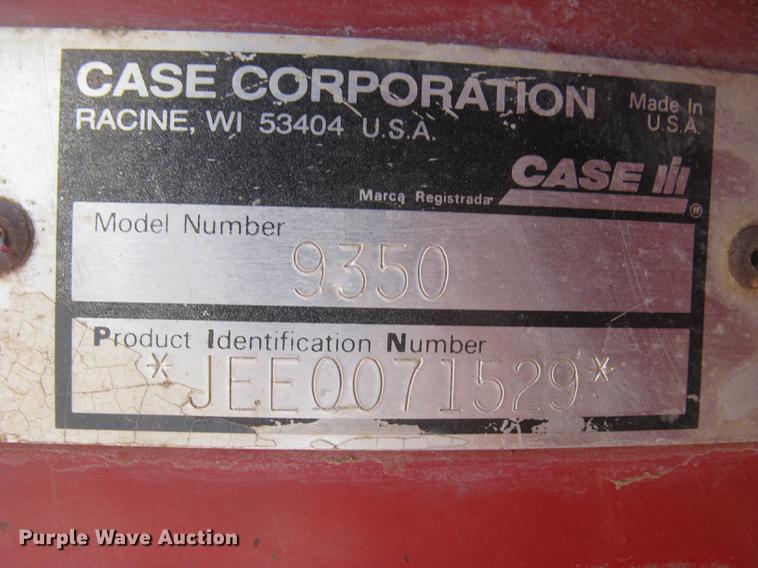 CASE CORPORATION
RACINE, WI 53404 U.S.A.
Made In
U.S.A.
CASE IH
Marca Registrada
®
Model Number
9350
Product Identification Number
*JEE0071529*
Purple Wave Auction